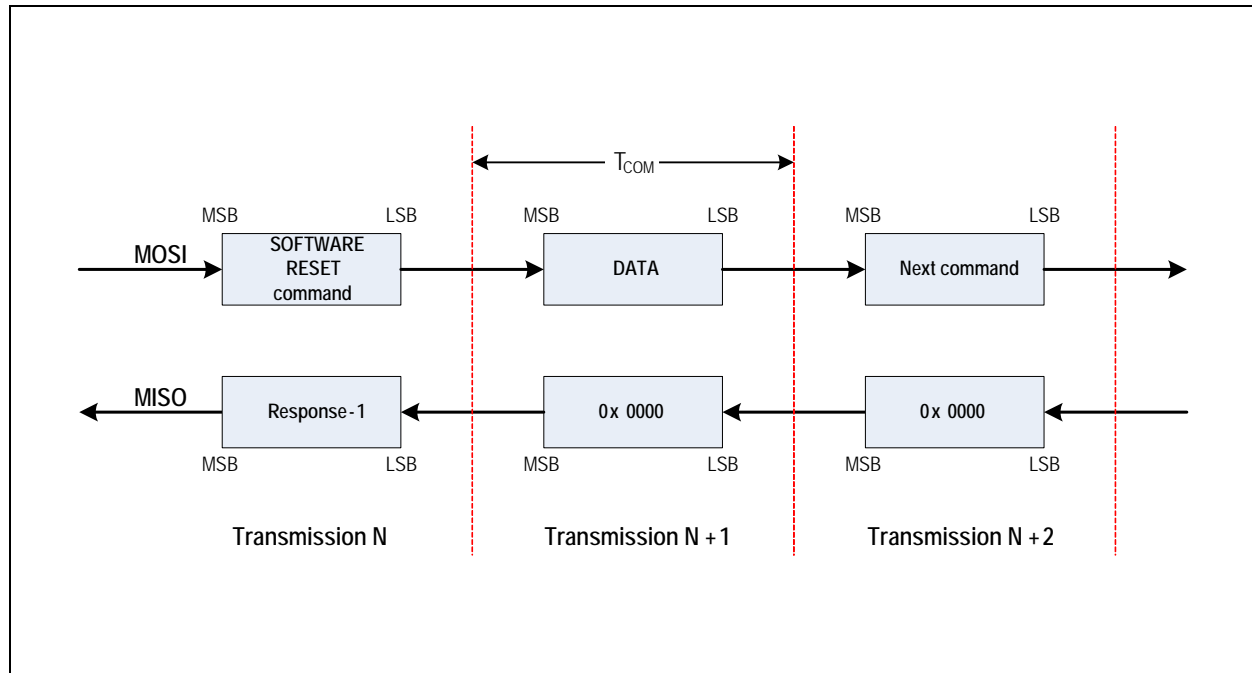 T_COM
MSB LSB MSB LSB MSB LSB
MOSI
SOFTWARE
RESET
command
DATA
Next command
MISO
Response-1
0x 0000
0x 0000
MSB LSB MSB LSB MSB LSB
Transmission N
Transmission N +1
Transmission N +2